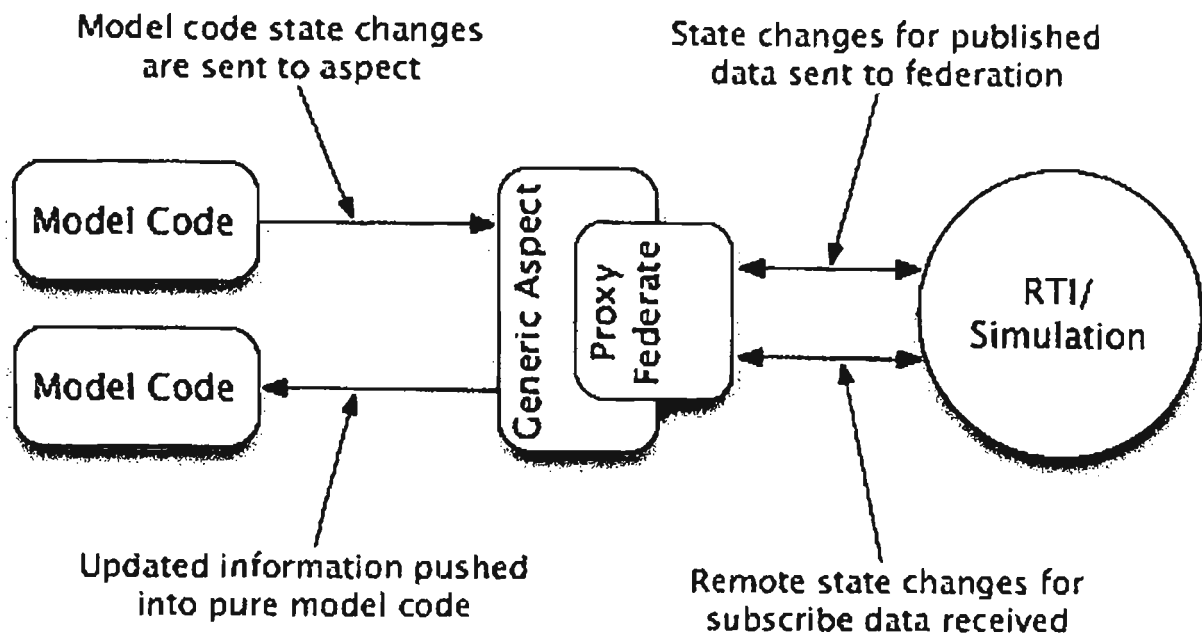 Model code state changes
are sent to aspect
State changes for published
data sent to federation
Model Code
Model Code
Generic Aspect
Proxy
Federate
RTI/
Simulation
Updated information pushed
into pure model code
Remote state changes for
subscribe data received